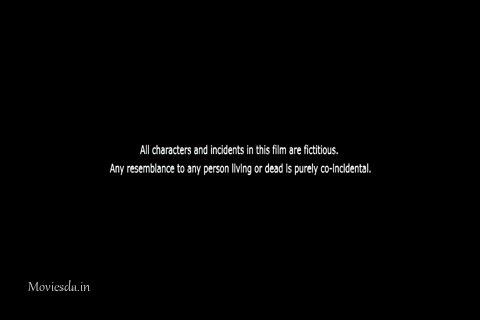 All characters and incidents in this film are fictitious.
Any resemblance to any person living or dead is purely co-incidental.
Moviesda.in